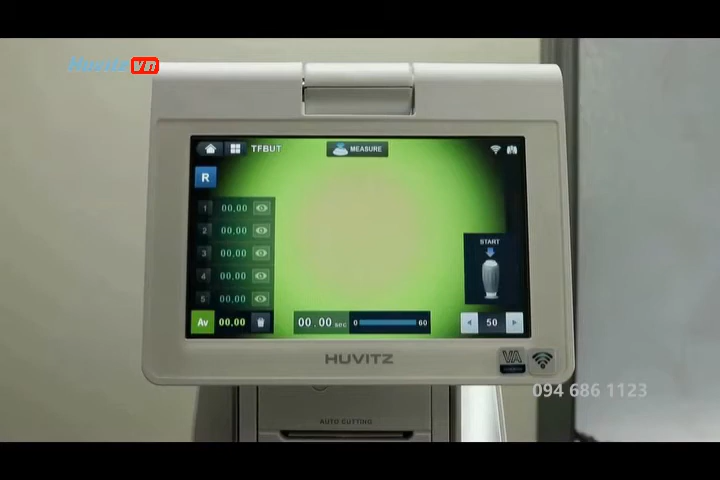 vn
TFBUT
MEASURE
R
1 00.00
2 00.00
3 00.00
4 00.00
5 00.00
Av 00.00
START
00.00 SEC 0 60
50
HUVITZ
VA
094 686 1123
AUTO CUTTING